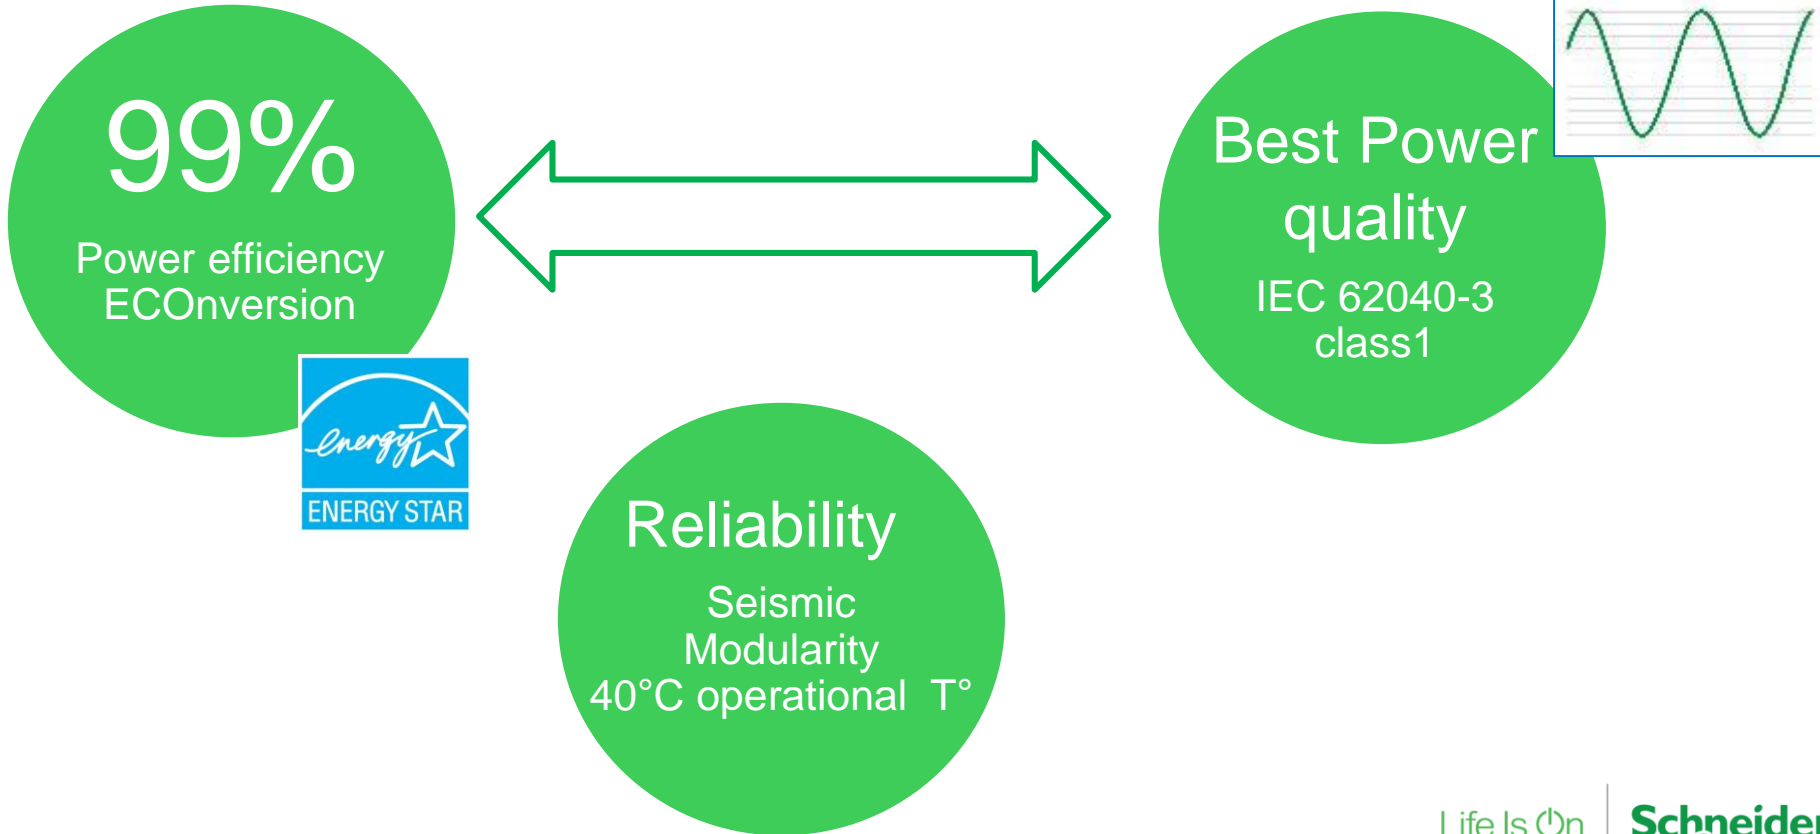 99%
Power efficiency
ECOnversion
energy
ENERGY STAR
Best Power
quality
IEC 62040-3
class1
Reliability
Seismic
Modularity
40°C operational T°
Life Is On
Schneider